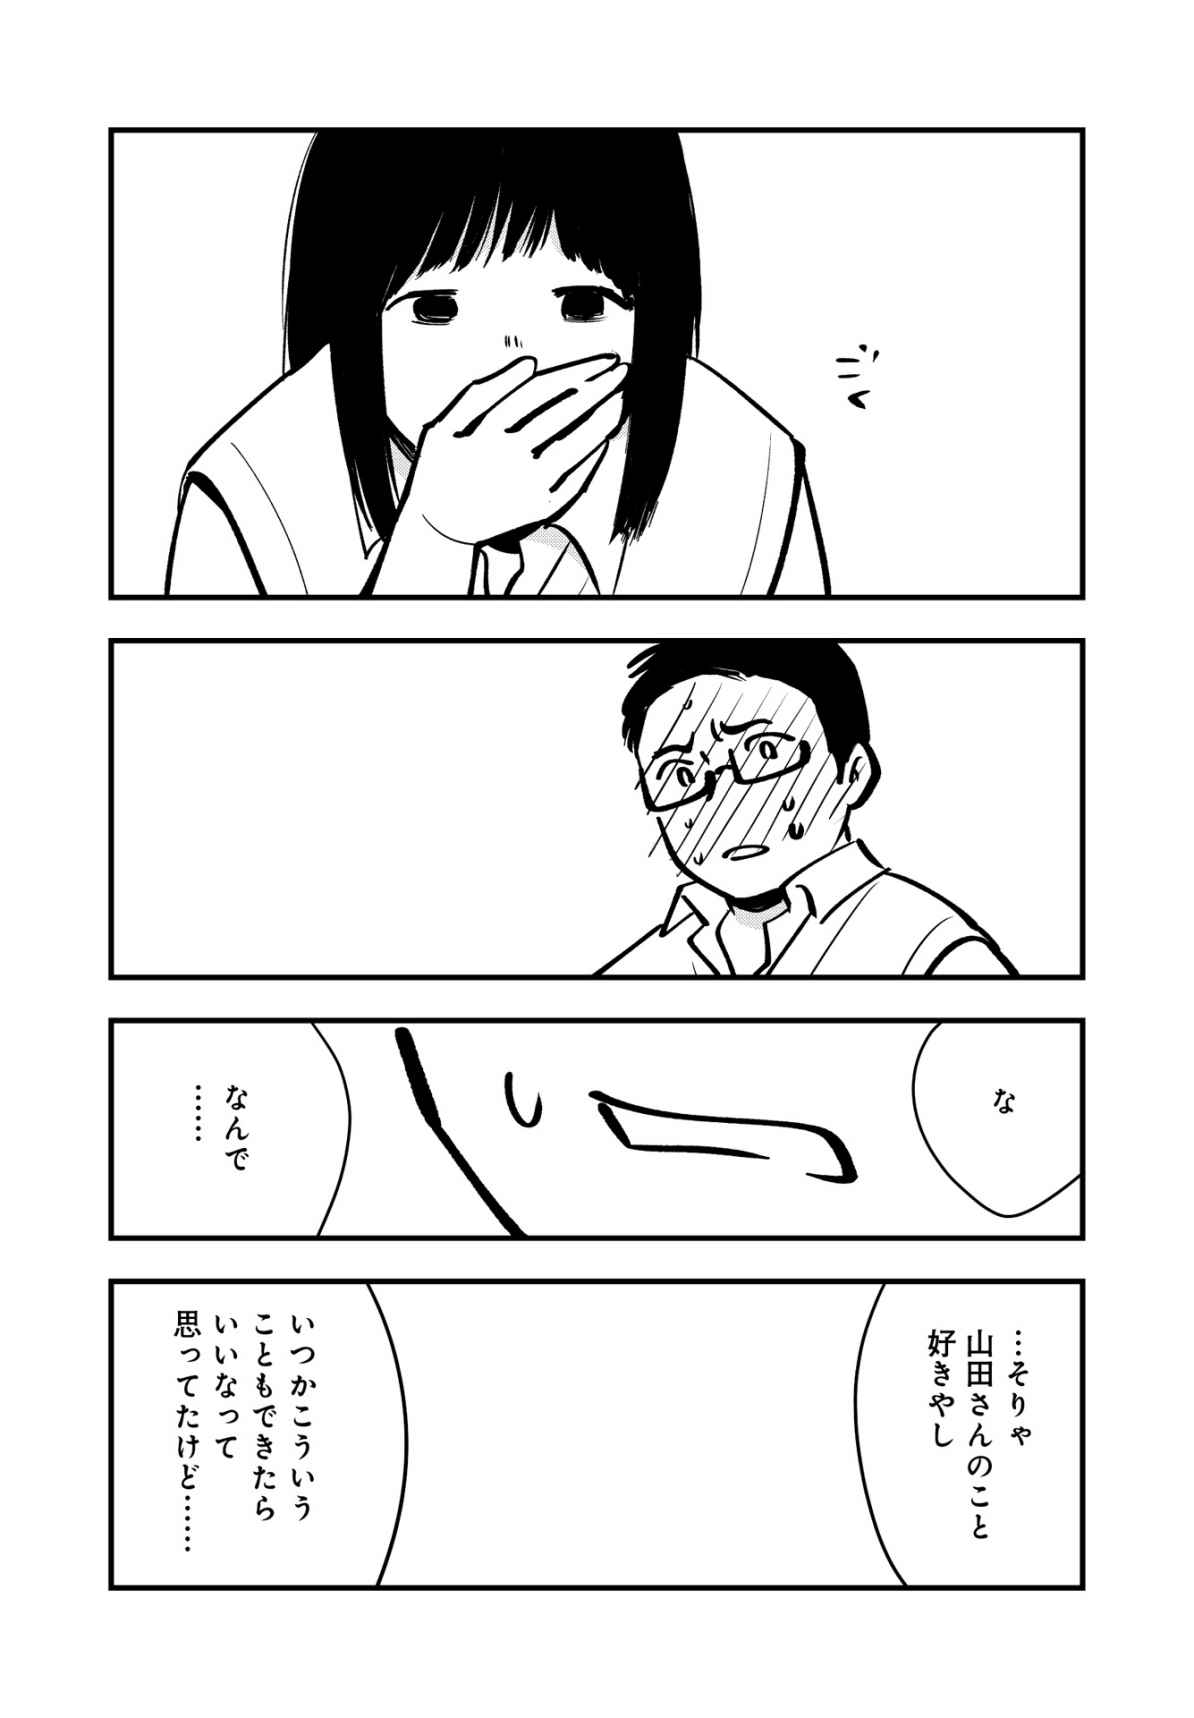 な
なんで
……
…そりゃ
山田さんのこと
好きやし
いつかこういう
こともできたら
いいなって
思ってたけど……